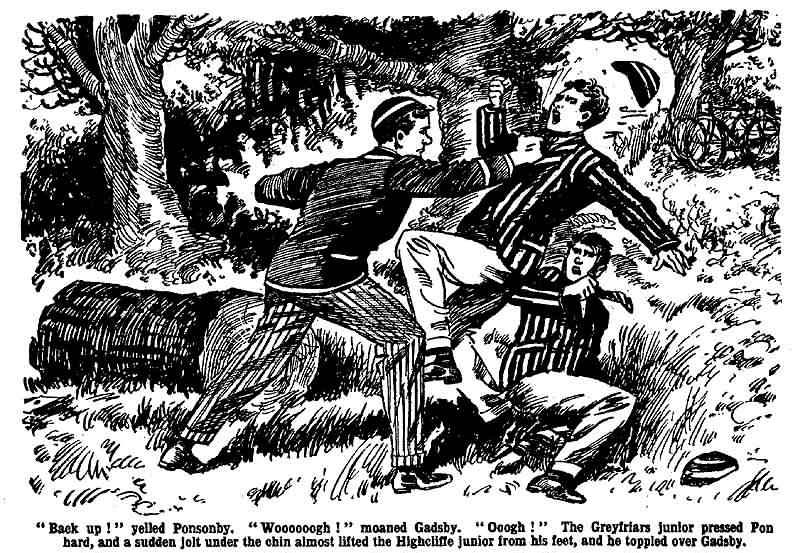 "Back up!" yelled Ponsonby. "Woooooogh!" moaned Gadsby. "Ooogh!" The Greyfriars junior pressed Pon
hard, and a sudden jolt under the chin almost lifted the Highcliffe junior from his feet, and he toppled over Gadsby.